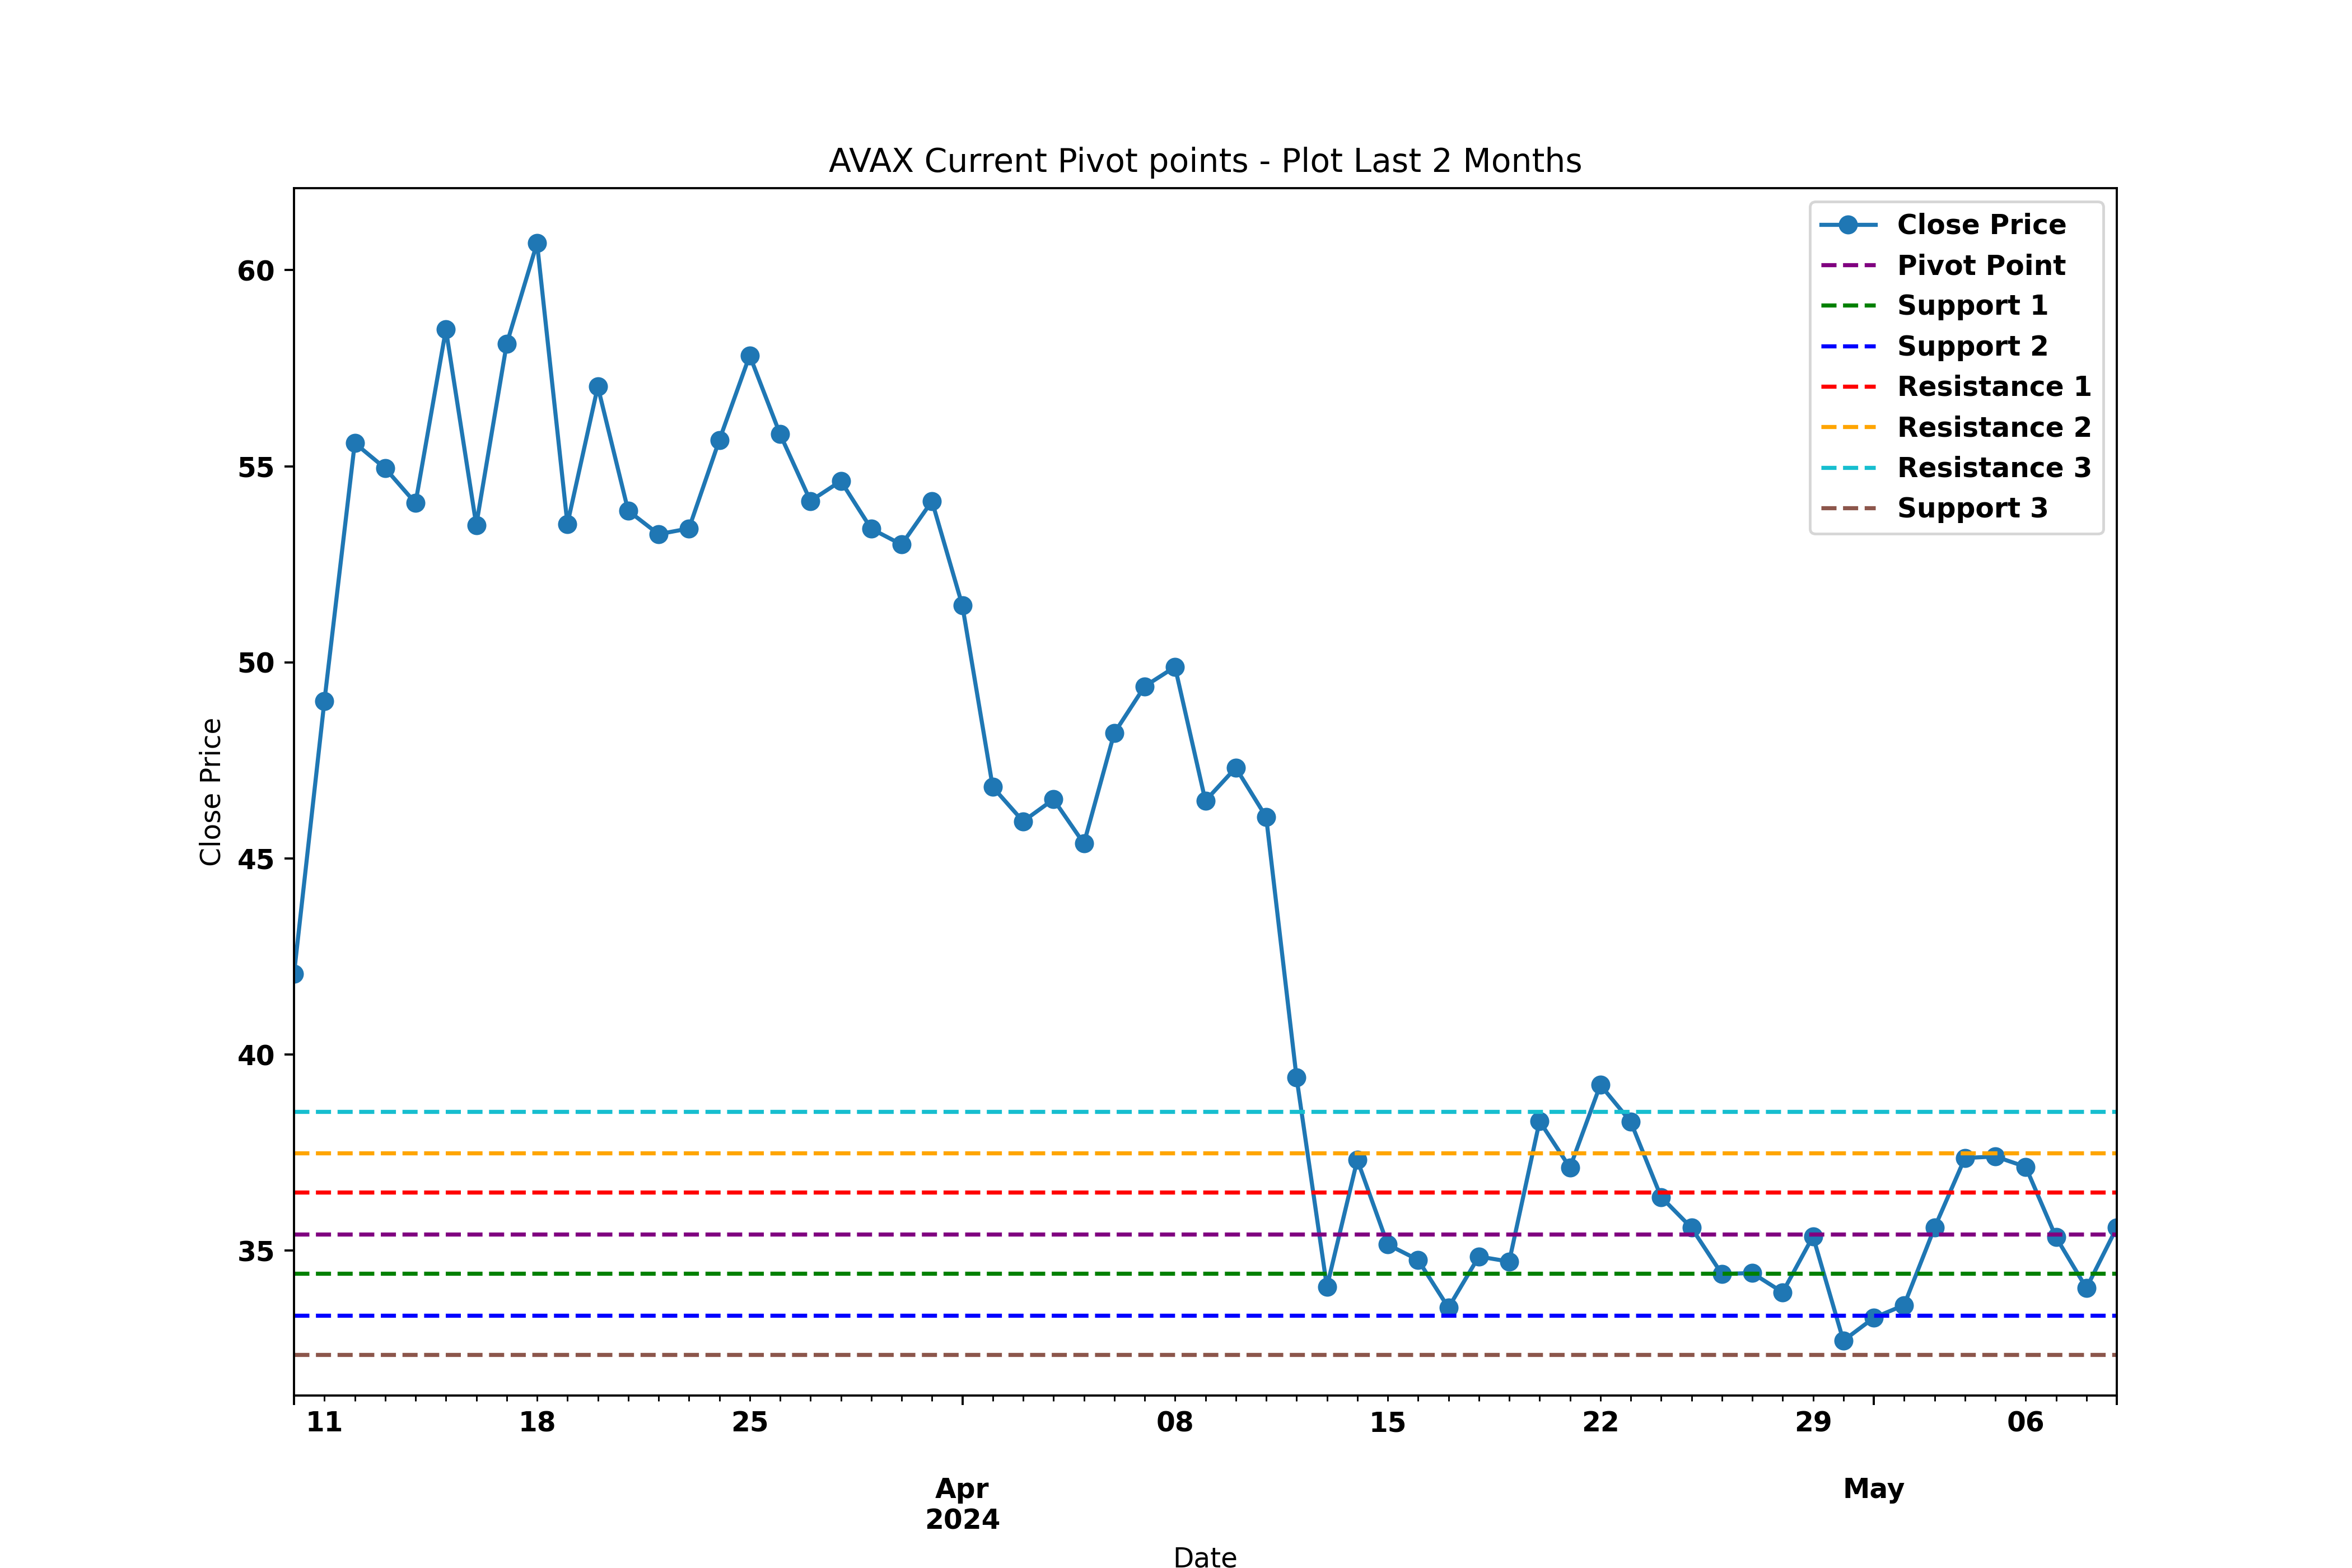 AVAX Current Pivot points - Plot Last 2 Months
Close Price
Pivot Point
Support 1
Support 2
Resistance 1
Resistance 2
Resistance 3
Support 3
60
55
50
45
40
35
Close Price
11 18 25 08 15 22 29 06
Apr May
2024
Date